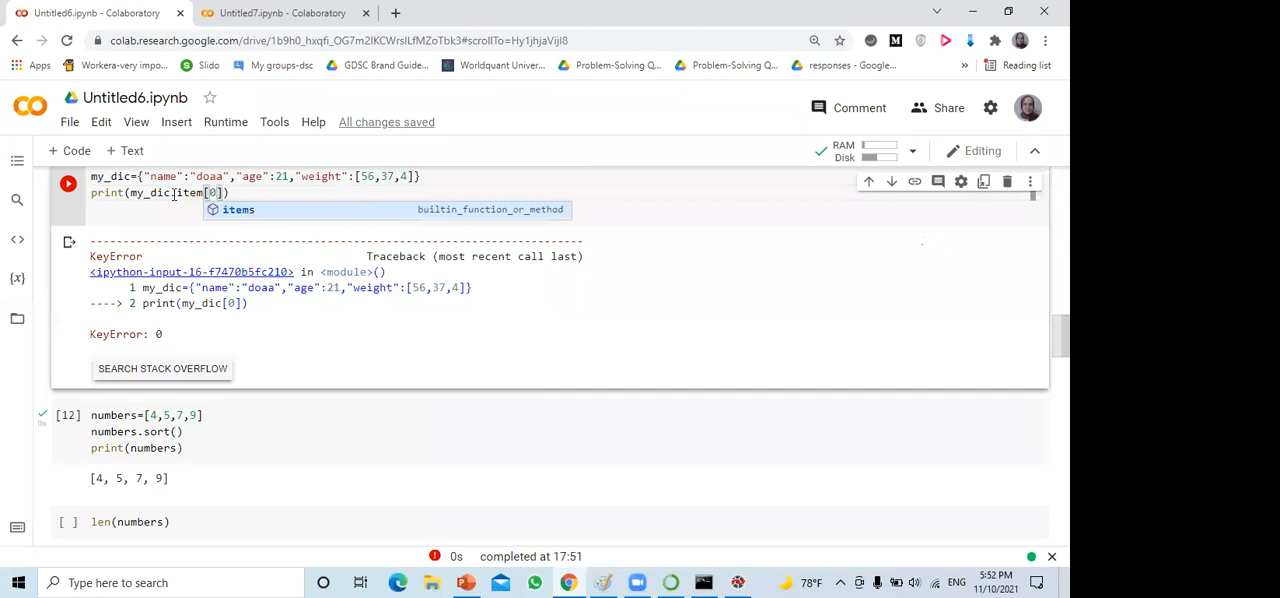 Untitled6.ipynb - Colaboratory
Untitled7.ipynb - Colaboratory
colab.research.google.com/drive/1b9h0_hxqfi_OG7m2IKCWrsILfMZoTbk3#scrollTo=Hy1jhjaVijl8
Apps Workera-very impo... Slido My groups-dsc GDSC Brand Guide... Worldquant Univer... Problem-Solving Q... Problem-Solving Q... responses - Google... » Reading list
Untitled6.ipynb
Comment Share
File Edit View Insert Runtime Tools Help All changes saved
+ Code + Text RAM Disk Editing
my_dic={"name":"doaa","age":21,"weight":[56,37,4]}
print(my_dic.item[0])
items builtin_function_or_method
---------------------------------------------------------------------------
KeyError Traceback (most recent call last)
<ipython-input-16-f7470b5fc210> in <module>()
1 my_dic={"name":"doaa","age":21,"weight":[56,37,4]}
----> 2 print(my_dic[0])
KeyError: 0
SEARCH STACK OVERFLOW
[12] numbers=[4,5,7,9]
0s numbers.sort()
print(numbers)
[4, 5, 7, 9]
[ ] len(numbers)
0s completed at 17:51
Type here to search
78°F ENG 5:52 PM
11/10/2021